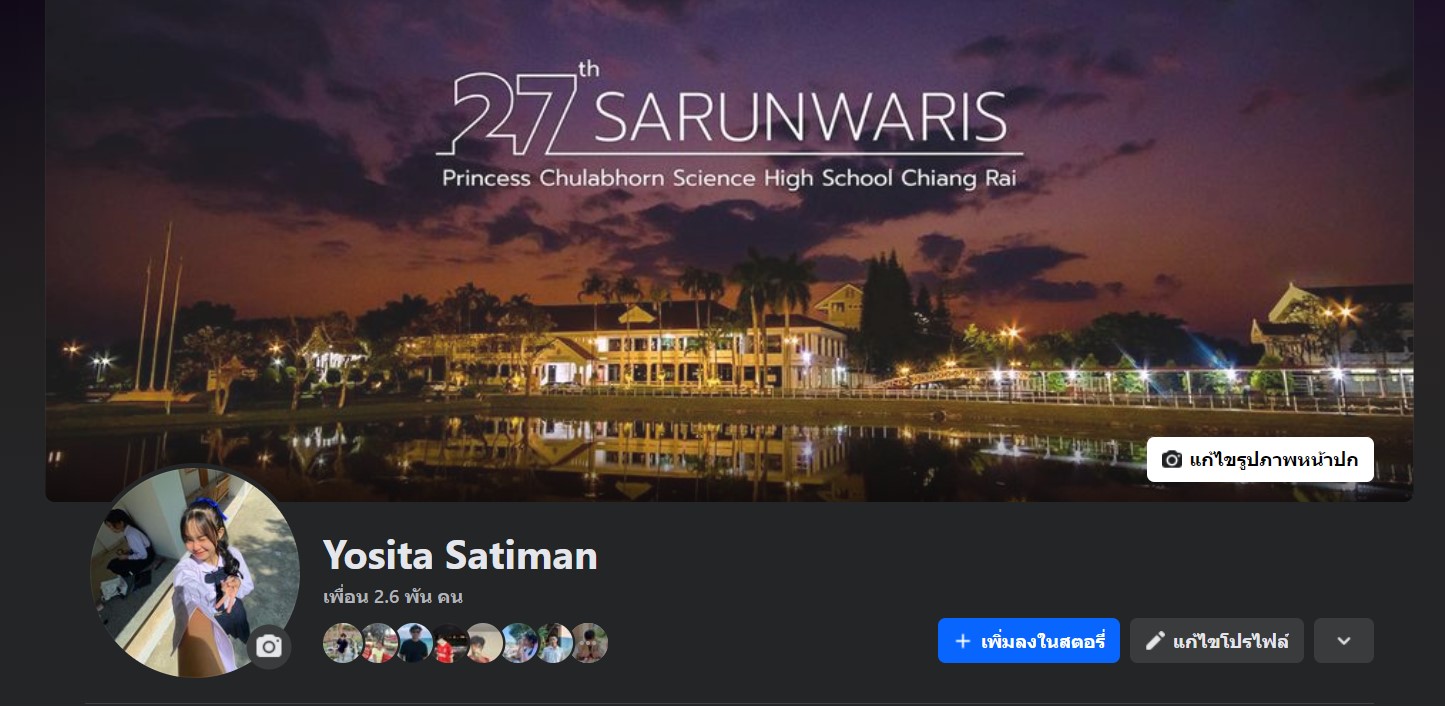 27th SARUNWARIS
Princess Chulabhorn Science High School Chiang Rai
แก้ไขรูปภาพหน้าปก
Yosita Satiman
เพื่อน 2.6 พัน คน
เพิ่มลงในสตอรี่
แก้ไขโปรไฟล์